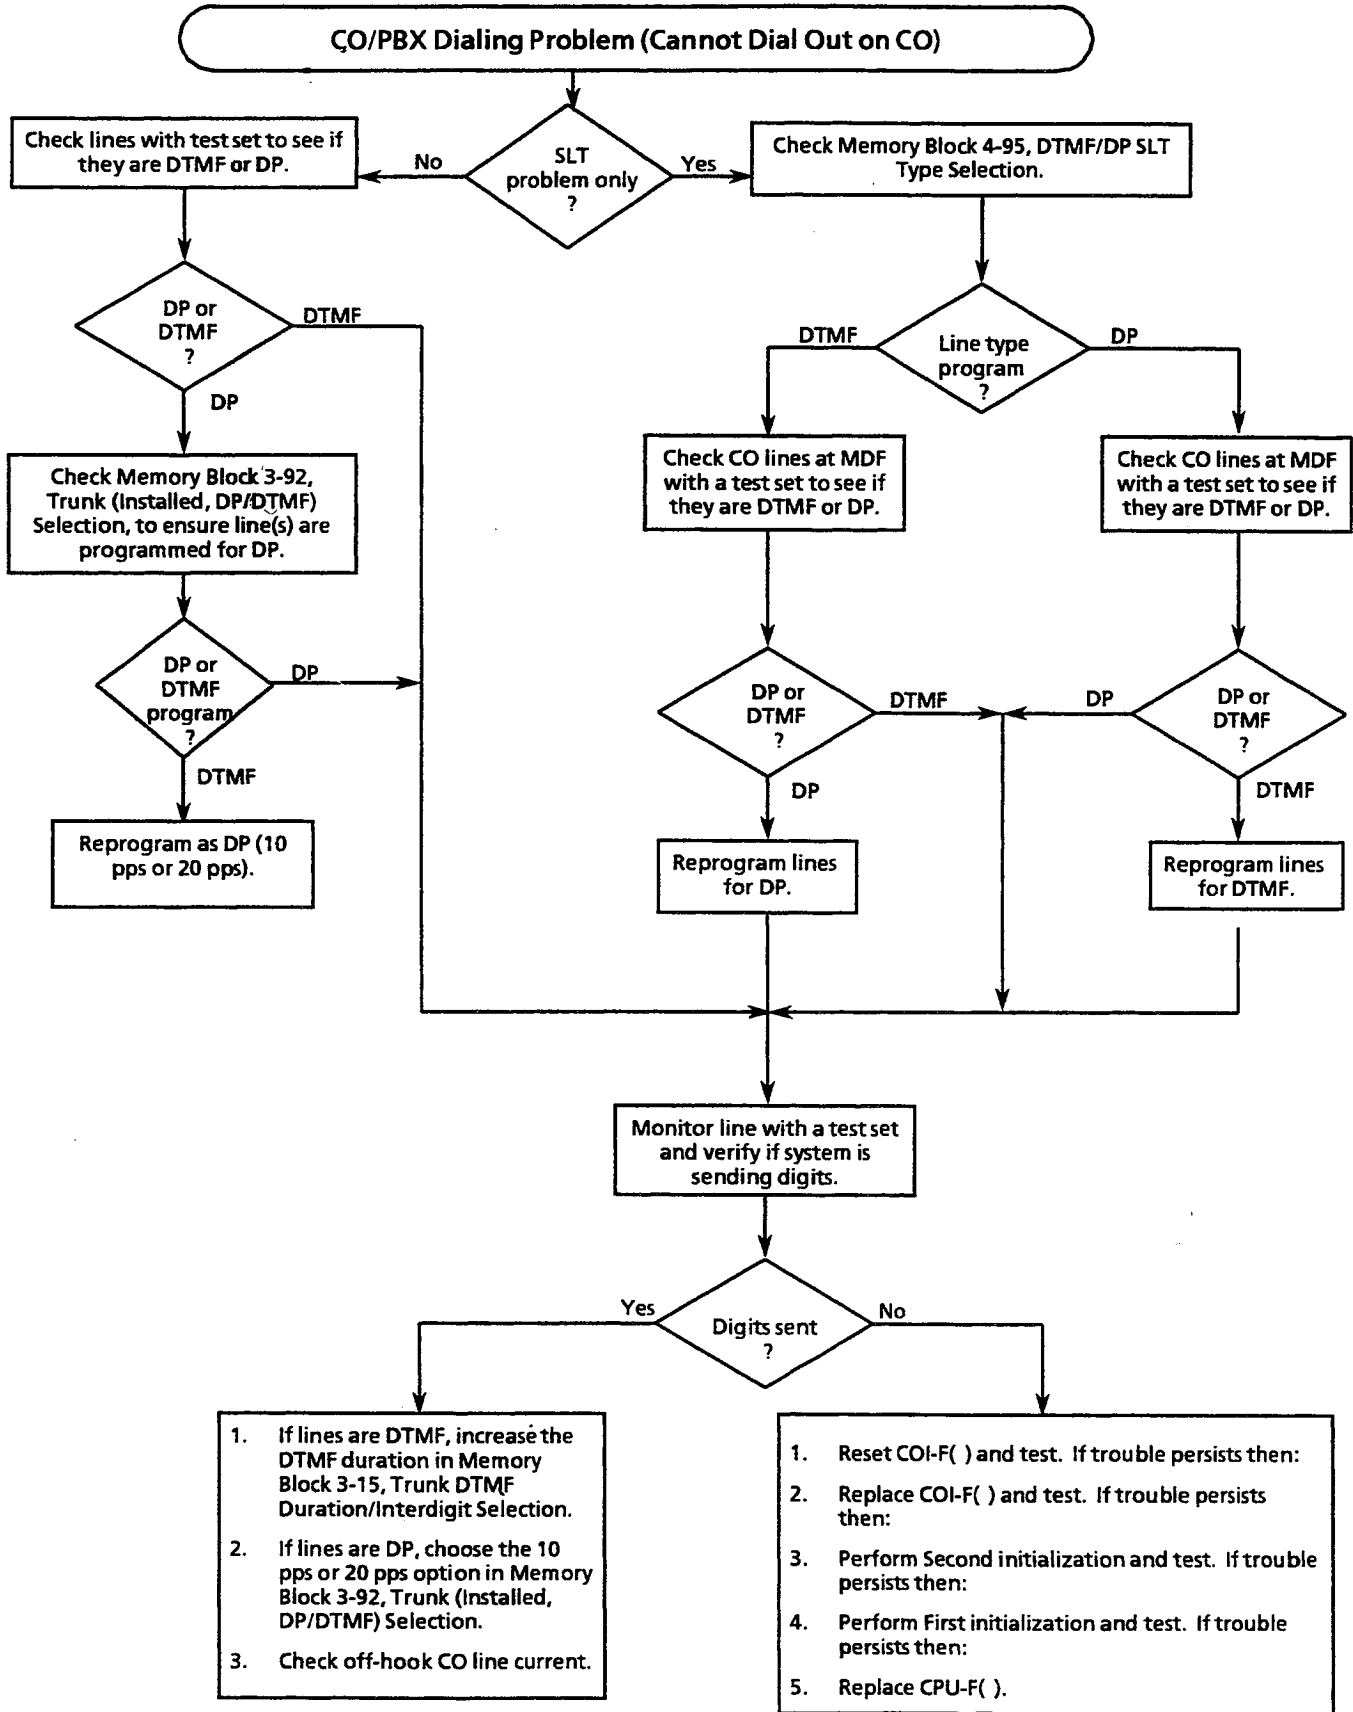 CO/PBX Dialing Problem (Cannot Dial Out on CO)
Check lines with test set to see if
they are DTMF or DP.
No
SLT
problem only
?
Yes
Check Memory Block 4-95, DTMF/DP SLT
Type Selection.
DP or
DTMF
?
DTMF
DP
DTMF
Line type
program
?
DP
Check Memory Block 3-92,
Trunk (Installed, DP/DTMF)
Selection, to ensure line(s) are
programmed for DP.
Check CO lines at MDF
with a test set to see if
they are DTMF or DP.
Check CO lines at MDF
with a test set to see if
they are DTMF or DP.
DP or
DTMF
program
?
DP
DTMF
Reprogram as DP (10
pps or 20 pps).
DP or
DTMF
?
DTMF
DP
DP
DP or
DTMF
?
DTMF
Reprogram lines
for DP.
Reprogram lines
for DTMF.
Monitor line with a test set
and verify if system is
sending digits.
Yes
Digits sent
?
No
1. If lines are DTMF, increase the
DTMF duration in Memory
Block 3-15, Trunk DTMF
Duration/Interdigit Selection.
2. If lines are DP, choose the 10
pps or 20 pps option in Memory
Block 3-92, Trunk (Installed,
DP/DTMF) Selection.
3. Check off-hook CO line current.
1. Reset COI-F( ) and test. If trouble persists then:
2. Replace COI-F( ) and test. If trouble persists
then:
3. Perform Second initialization and test. If trouble
persists then:
4. Perform First initialization and test. If trouble
persists then:
5. Replace CPU-F( ).